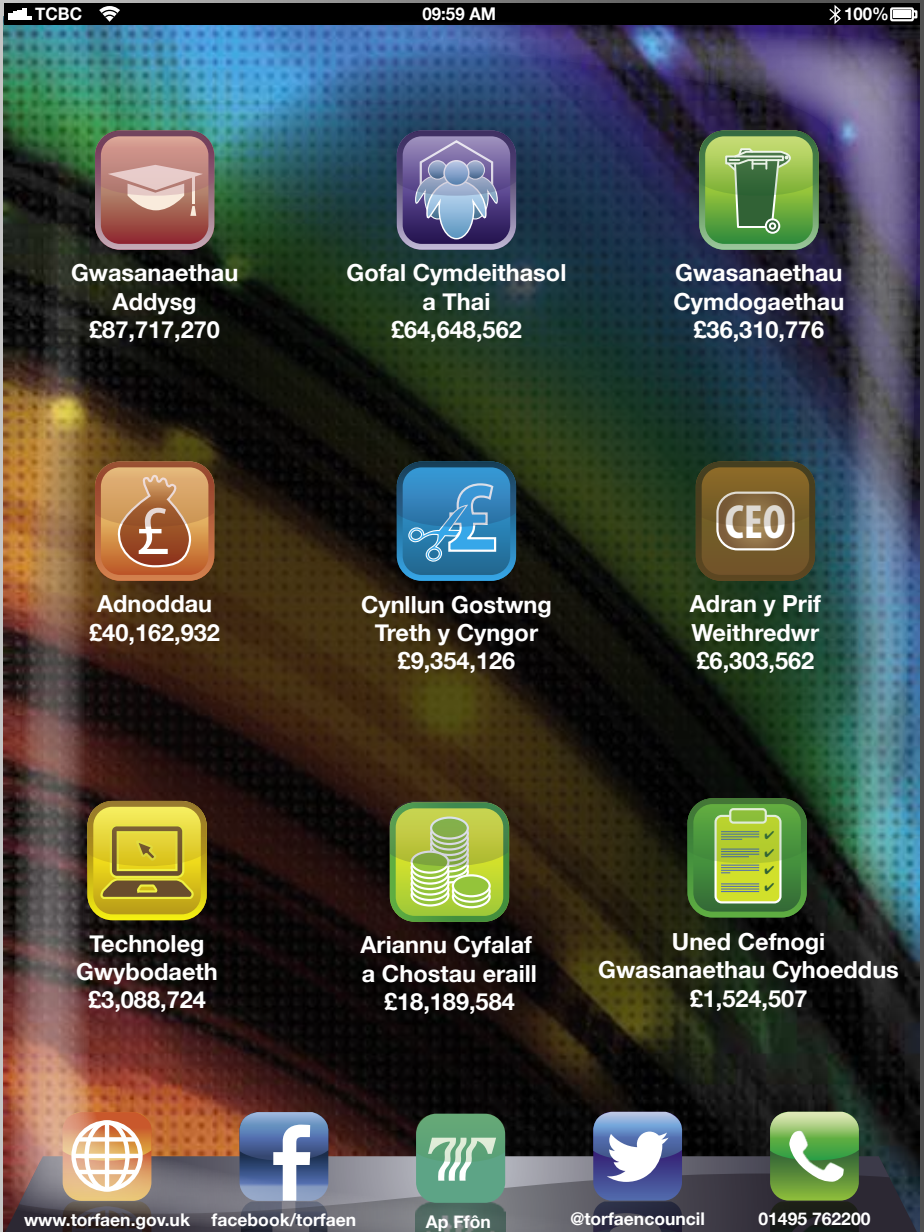 TCBC
09:59 AM
100%
Gwasanaethau
Addysg
£87,717,270
Gofal Cymdeithasol
a Thai
£64,648,562
Gwasanaethau
Cymdogaethau
£36,310,776
£
Adnoddau
£40,162,932
£
Cynllun Gostwng
Treth y Cyngor
£9,354,126
CEO
Adran y Prif
Weithredwr
£6,303,562
Technoleg
Gwybodaeth
£3,088,724
Ariannu Cyfalaf
a Chostau eraill
£18,189,584
Uned Cefnogi
Gwasanaethau Cyhoeddus
£1,524,507
www.torfaen.gov.uk
facebook/torfaen
Ap Ffôn
@torfaencouncil
01495 762200